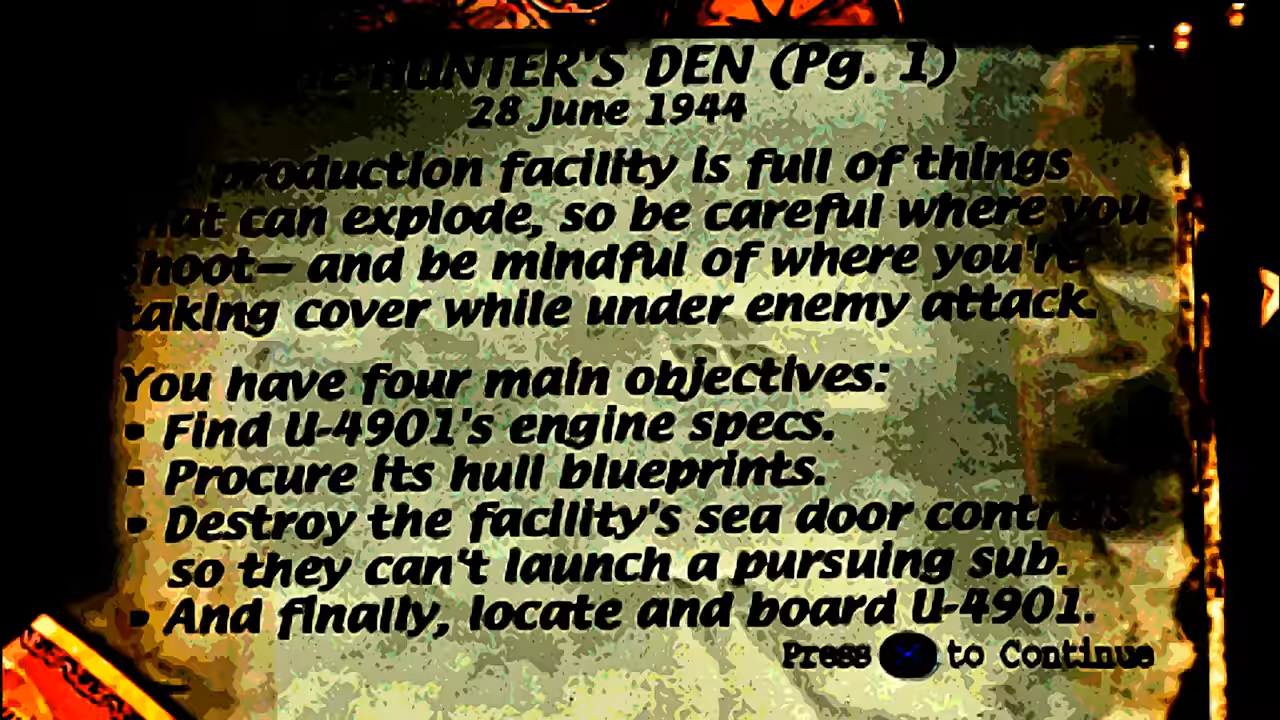 HUNTER'S DEN (Pg. 1)
28 June 1944
production facility is full of things
that can explode, so be careful where you
shoot— and be mindful of where you're
taking cover while under enemy attack.
You have four main objectives:
• Find U-4901's engine specs.
• Procure its hull blueprints.
• Destroy the facility's sea door controls
so they can't launch a pursuing sub.
• And finally, locate and board U-4901.
Press X to Continue